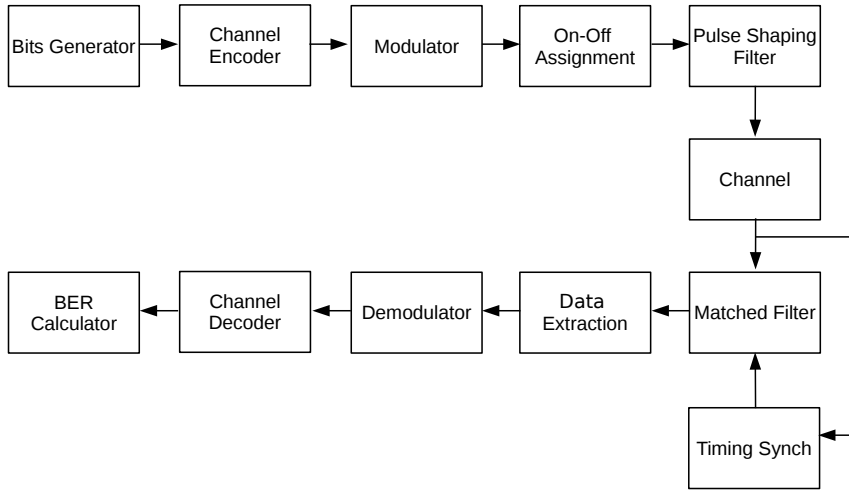 Bits Generator
Channel
Encoder
Modulator
On-Off
Assignment
Pulse Shaping
Filter
Channel
BER
Calculator
Channel
Decoder
Demodulator
Data
Extraction
Matched Filter
Timing Synch